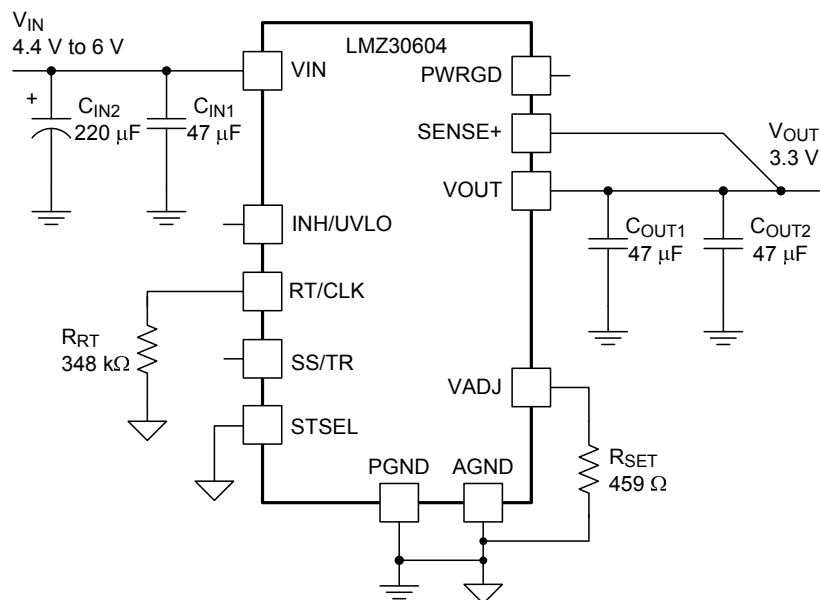 VIN
4.4 V to 6 V
LMZ30604
VIN
PWRGD
+
CIN2
220 μF
CIN1
47 μF
SENSE+
VOUT
3.3 V
VOUT
INH/UVLO
COUT1
47 μF
COUT2
47 μF
RT/CLK
RRT
348 kΩ
SS/TR
VADJ
STSEL
PGND
AGND
RSET
459 Ω